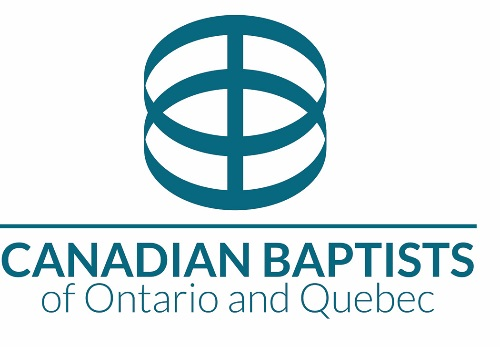 CANADIAN BAPTISTS
of Ontario and Quebec